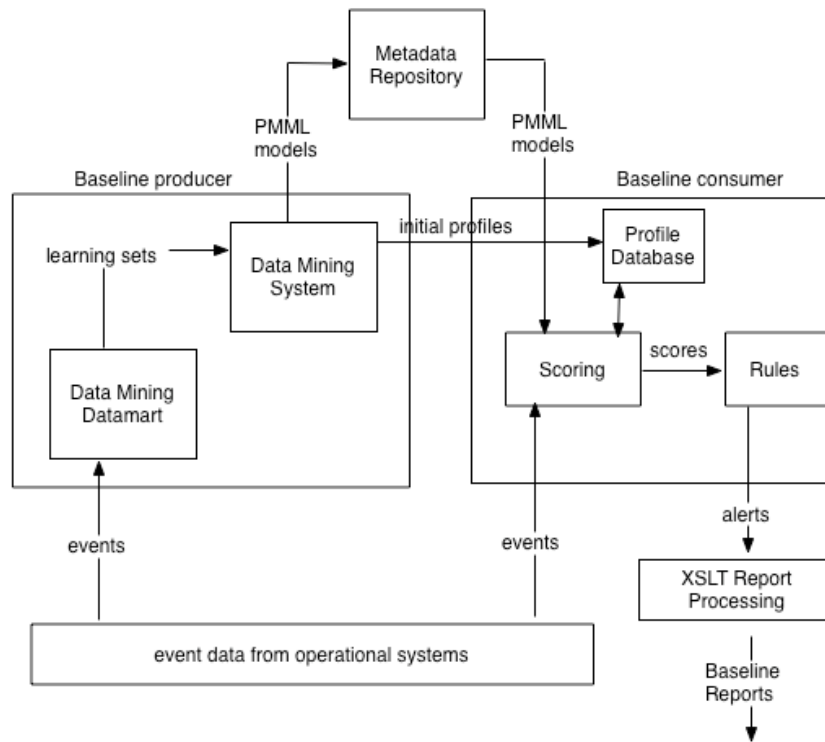 Metadata
Repository
PMML
models
PMML
models
Baseline producer
Baseline consumer
learning sets
Data Mining
System
initial profiles
Profile
Database
Data Mining
Datamart
Scoring
scores
Rules
events
events
alerts
XSLT Report
Processing
event data from operational systems
Baseline
Reports